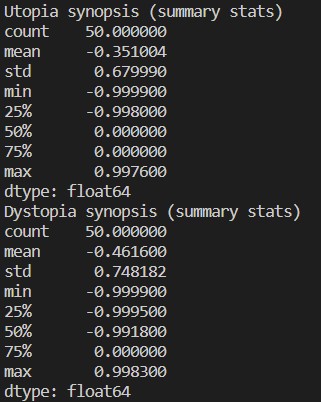 Utopia synopsis (summary stats)
count    50.000000
mean     -0.351004
std       0.679990
min      -0.999900
25%      -0.998000
50%       0.000000
75%       0.000000
max       0.997600
dtype: float64
Dystopia synopsis (summary stats)
count    50.000000
mean     -0.461600
std       0.748182
min      -0.999900
25%      -0.999500
50%      -0.991800
75%       0.000000
max       0.998300
dtype: float64